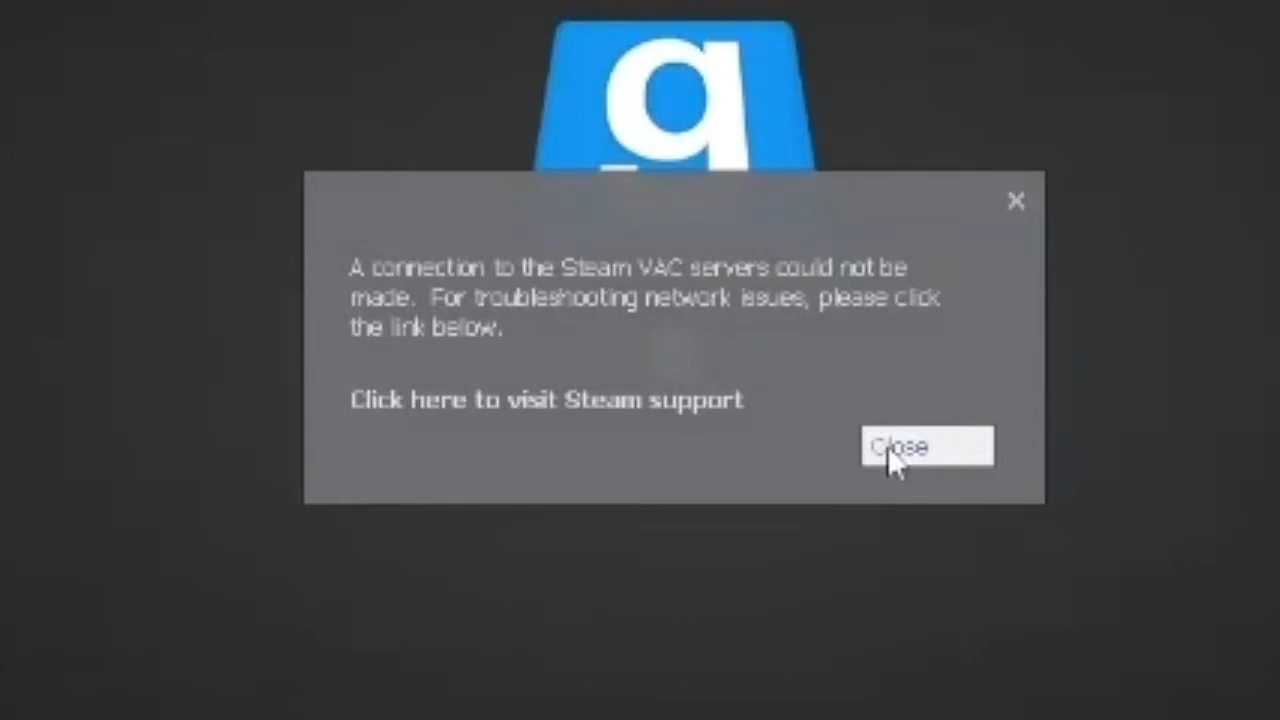 g
A connection to the Steam VAC servers could not be
made. For troubleshooting network issues, please click
the link below.
Click here to visit Steam support
Close